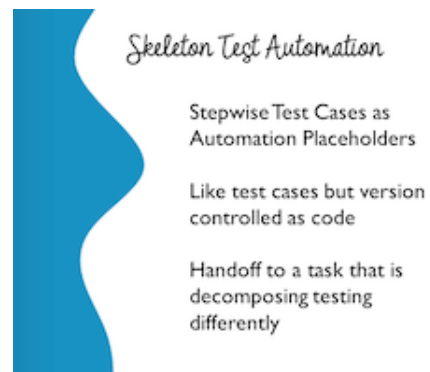 Skeleton Test Automation
Stepwise Test Cases as
Automation Placeholders
Like test cases but version
controlled as code
Handoff to a task that is
decomposing testing
differently